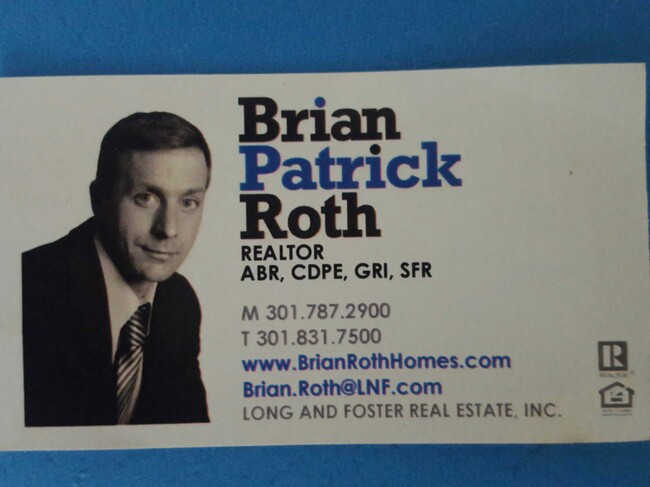 Brian
Patrick
Roth
REALTOR
ABR, CDPE, GRI, SFR
M 301.787.2900
T 301.831.7500
www.BrianRothHomes.com
Brian.Roth@LNF.com
LONG AND FOSTER REAL ESTATE, INC.
R
REALTOR